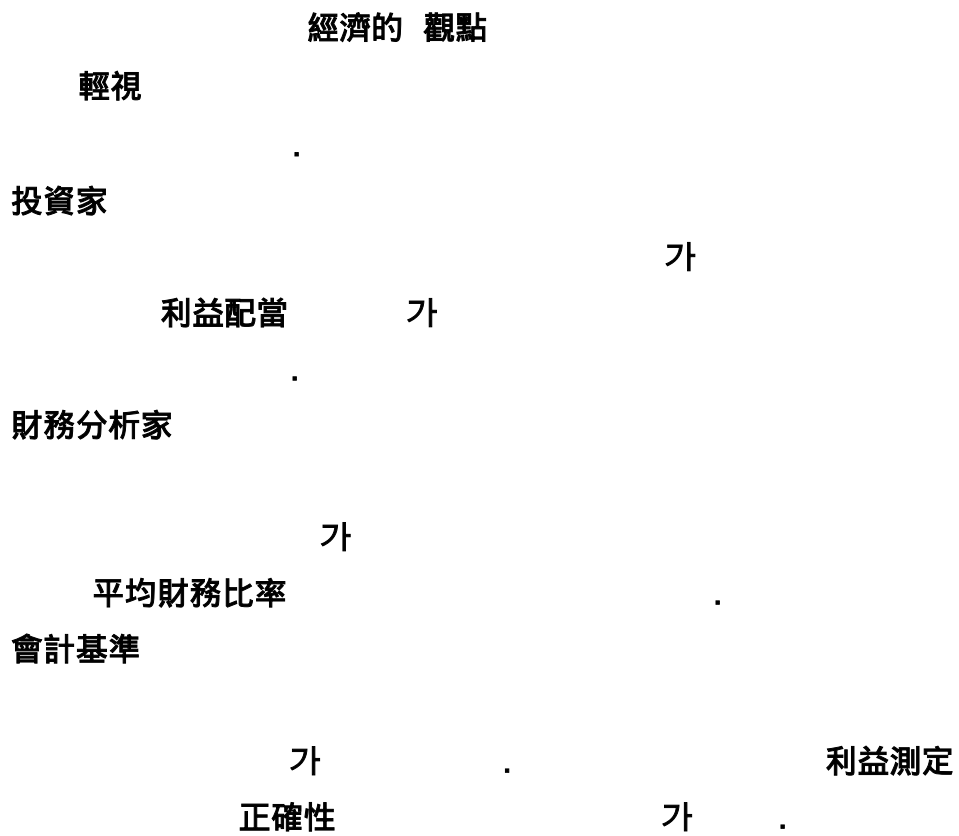 經濟的 觀點
輕視
.
投資家
가
利益配當 가
.
財務分析家
가
平均財務比率 .
會計基準
가 . 利益測定
正確性 가 .